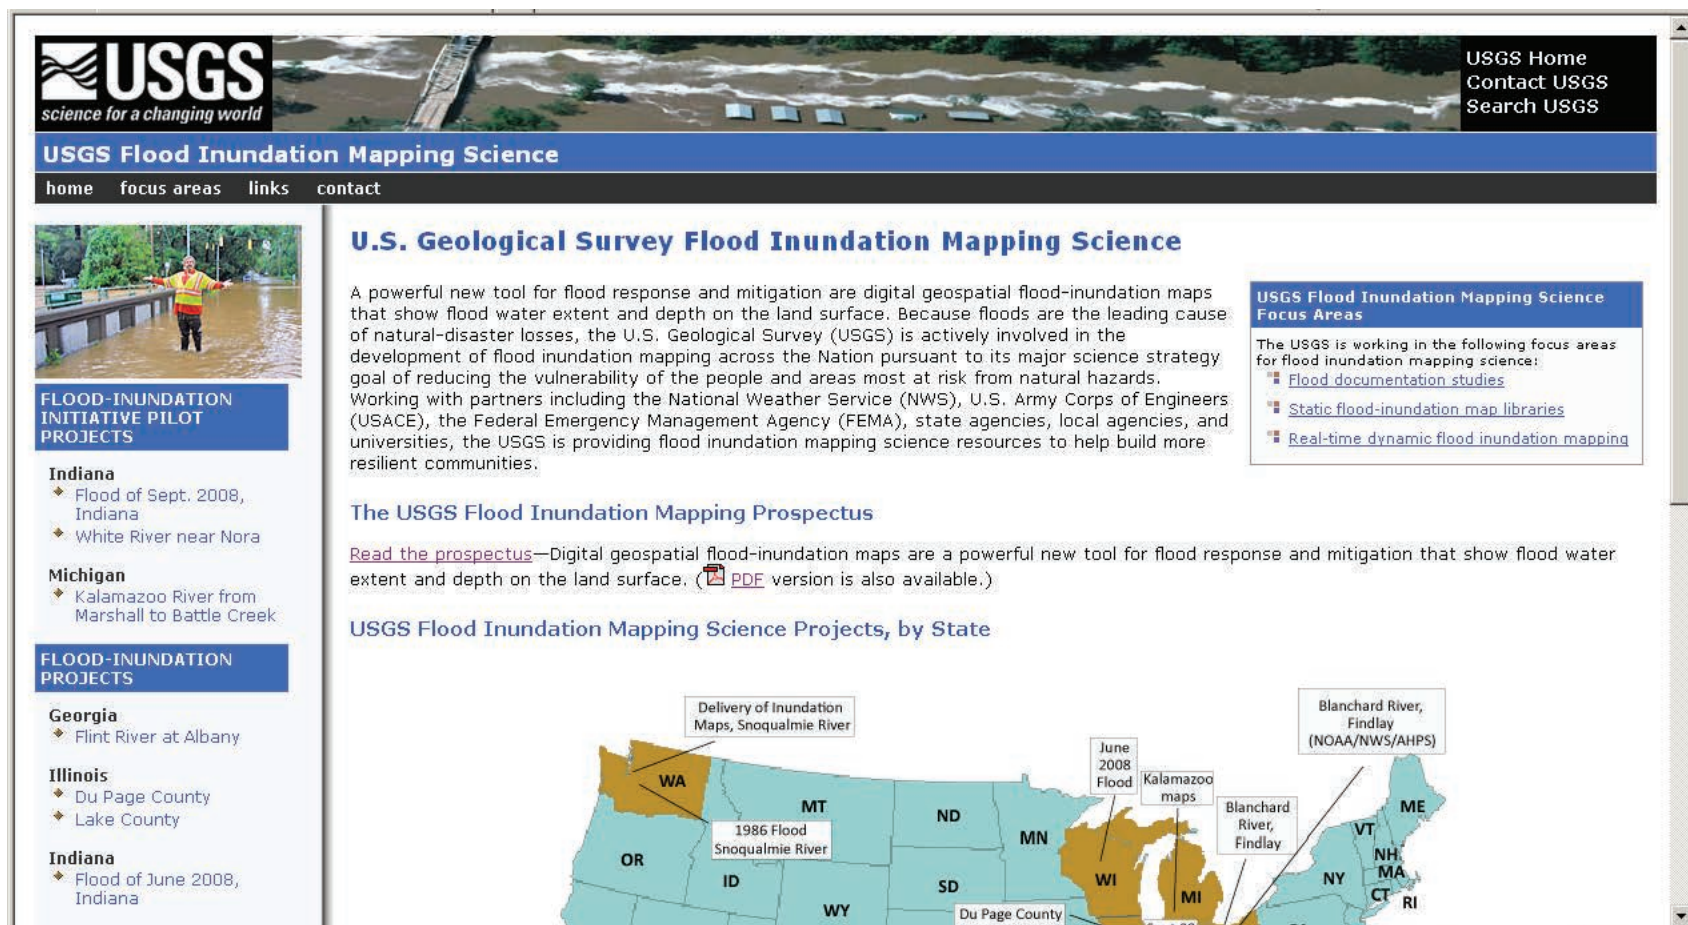 USGS
science for a changing world
USGS Home
Contact USGS
Search USGS
USGS Flood Inundation Mapping Science
home focus areas links contact
FLOOD-INUNDATION
INITIATIVE PILOT
PROJECTS
Indiana
Flood of Sept. 2008,
Indiana
White River near Nora
Michigan
Kalamazoo River from
Marshall to Battle Creek
FLOOD-INUNDATION
PROJECTS
Georgia
Flint River at Albany
Illinois
Du Page County
Lake County
Indiana
Flood of June 2008,
Indiana
U.S. Geological Survey Flood Inundation Mapping Science
A powerful new tool for flood response and mitigation are digital geospatial flood-inundation maps
that show flood water extent and depth on the land surface. Because floods are the leading cause
of natural-disaster losses, the U.S. Geological Survey (USGS) is actively involved in the
development of flood inundation mapping across the Nation pursuant to its major science strategy
goal of reducing the vulnerability of the people and areas most at risk from natural hazards.
Working with partners including the National Weather Service (NWS), U.S. Army Corps of Engineers
(USACE), the Federal Emergency Management Agency (FEMA), state agencies, local agencies, and
universities, the USGS is providing flood inundation mapping science resources to help build more
resilient communities.
USGS Flood Inundation Mapping Science
Focus Areas
The USGS is working in the following focus areas
for flood inundation mapping science:
Flood documentation studies
Static flood-inundation map libraries
Real-time dynamic flood inundation mapping
The USGS Flood Inundation Mapping Prospectus
Read the prospectus—Digital geospatial flood-inundation maps are a powerful new tool for flood response and mitigation that show flood water
extent and depth on the land surface. (PDF version is also available.)
USGS Flood Inundation Mapping Science Projects, by State
Delivery of Inundation
Maps, Snoqualmie River
Blanchard River,
Findlay
(NOAA/NWS/AHPS)
June
2008
Flood
Kalamazoo
maps
Blanchard
River,
Findlay
1986 Flood
Snoqualmie River
WA
MT
ND
MN
ME
VT
NH
MA
CT
RI
NY
OR
ID
SD
WI
MI
WY
Du Page County